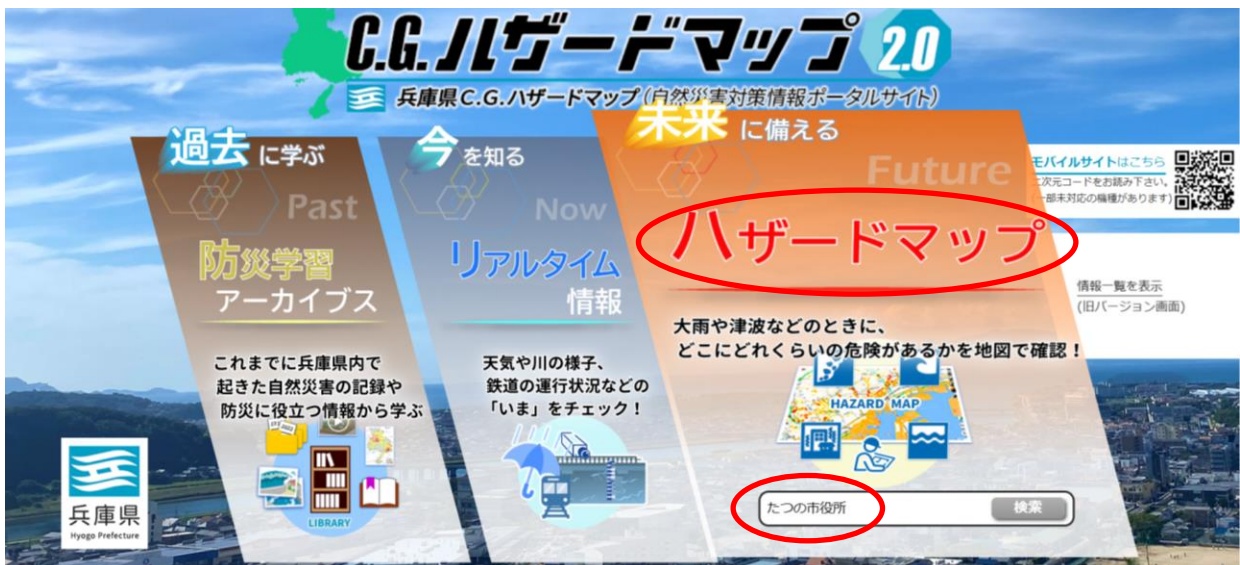 C.G.ハザードマップ 2.0
兵庫県C.G.ハザードマップ(自然災害対策情報ポータルサイト)
過去に学ぶ
Past
防災学習
アーカイブス
これまでに兵庫県内で
起きた自然災害の記録や
防災に役立つ情報から学ぶ
LIBRARY
今を知る
Now
リアルタイム
情報
天気や川の様子、
鉄道の運行状況などの
「いま」をチェック!
未来に備える
Future
ハザードマップ
大雨や津波などのときに、
どこにどれくらいの危険があるかを地図で確認!
HAZARD MAP
たつの市役所
検索
モバイルサイトはこちら
二次元コードをお読み下さい。
(一部未対応の機種があります)
情報一覧を表示
(旧バージョン画面)
兵庫県
Hyogo Prefecture